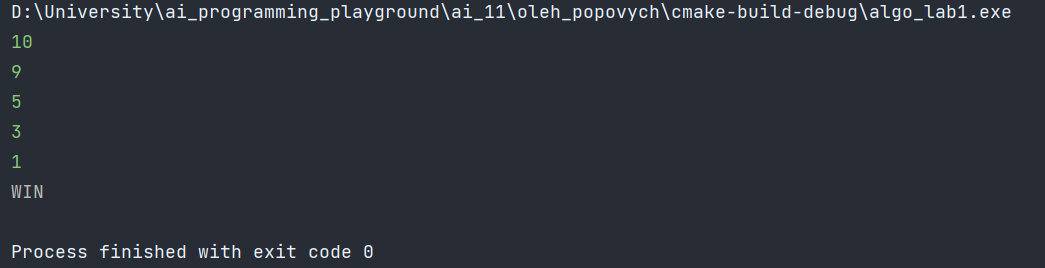 D:\University\ai_programming_playground\ai_11\oleh_popovych\cmake-build-debug\algo_lab1.exe
10
9
5
3
1
WIN
Process finished with exit code 0